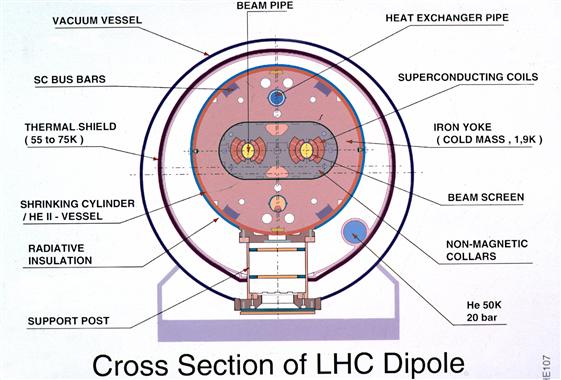 BEAM PIPE
VACUUM VESSEL
HEAT EXCHANGER PIPE
SC BUS BARS
SUPERCONDUCTING COILS
THERMAL SHIELD
( 55 to 75K )
IRON YOKE
( COLD MASS , 1,9K )
SHRINKING CYLINDER
/ HE II - VESSEL
BEAM SCREEN
RADIATIVE
INSULATION
NON-MAGNETIC
COLLARS
SUPPORT POST
He 50K
20 bar
Cross Section of LHC Dipole
HE107